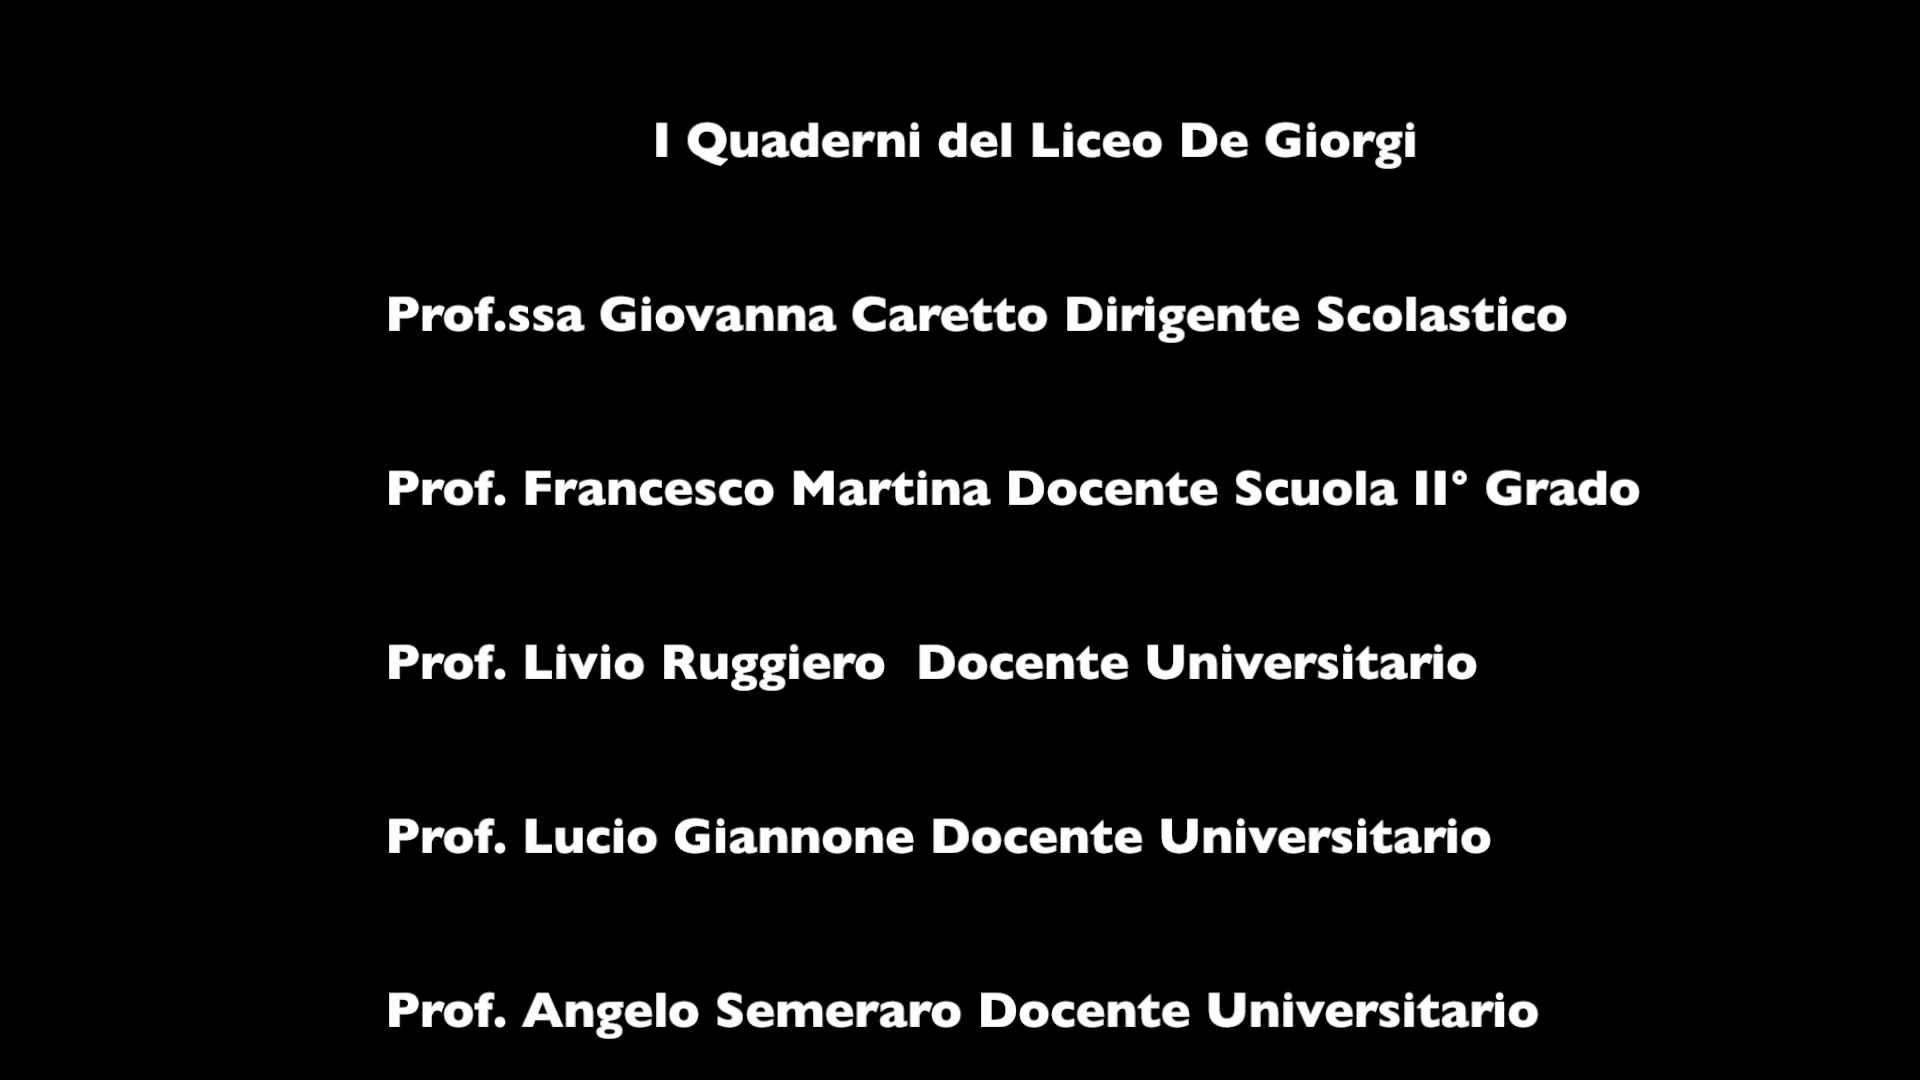 I Quaderni del Liceo De Giorgi
Prof.ssa Giovanna Caretto Dirigente Scolastico
Prof. Francesco Martina Docente Scuola II° Grado
Prof. Livio Ruggiero  Docente Universitario
Prof. Lucio Giannone Docente Universitario
Prof. Angelo Semeraro Docente Universitario